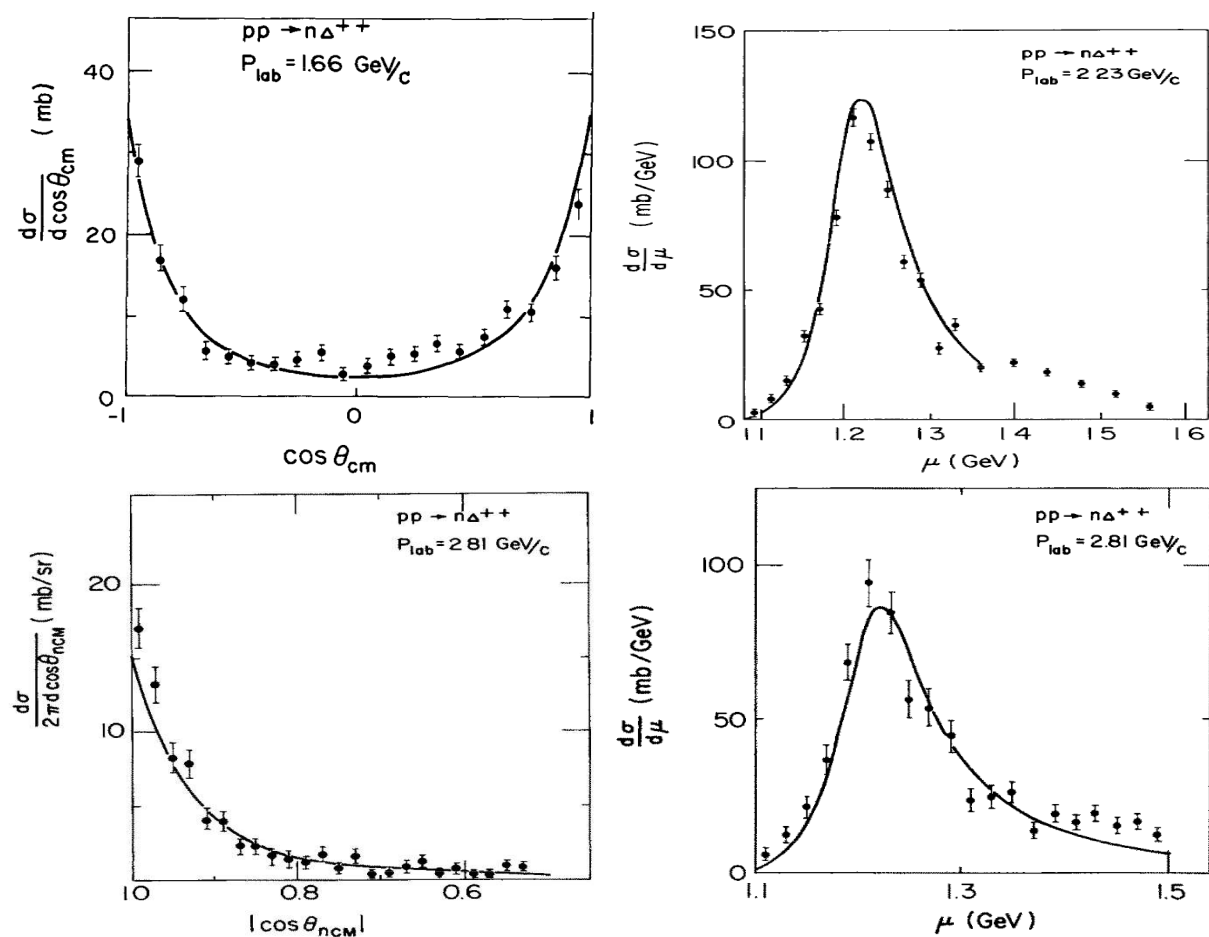 pp → n Δ++
P_lab = 1.66 GeV/c
dσ / d cos θ_cm (mb)
40
20
0
-1 0 1
cos θ_cm
pp → n Δ++
P_lab = 2 23 GeV/c
dσ / dμ (mb/GeV)
150
100
50
0
1 1 1.2 1 3 1 4 1.5 1 6
μ (GeV)
pp → n Δ++
P_lab = 2 81 GeV/c
dσ / 2π d cos θ_nCM (mb/sr)
20
10
0
1 0 0.8 0.6
|cos θ_nCM|
pp → n Δ++
P_lab = 2.81 GeV/c
dσ / dμ (mb/GeV)
100
50
0
1.1 1.3 1.5
μ (GeV)